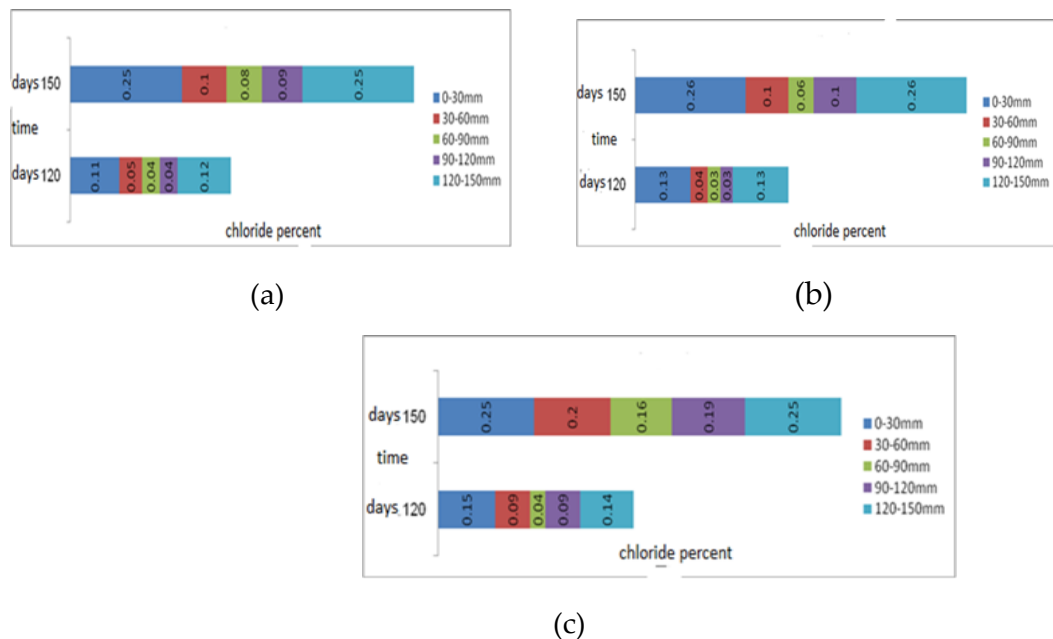 days 150
0.25 0.1 0.08 0.09 0.25
time
days 120
0.11 0.05 0.04 0.04 0.12
chloride percent
0-30mm
30-60mm
60-90mm
90-120mm
120-150mm
(a)
days 150
0.26 0.1 0.06 0.1 0.26
time
days 120
0.13 0.04 0.03 0.03 0.13
chloride percent
0-30mm
30-60mm
60-90mm
90-120mm
120-150mm
(b)
days 150
0.25 0.2 0.16 0.19 0.25
time
days 120
0.15 0.09 0.04 0.09 0.14
chloride percent
0-30mm
30-60mm
60-90mm
90-120mm
120-150mm
(c)